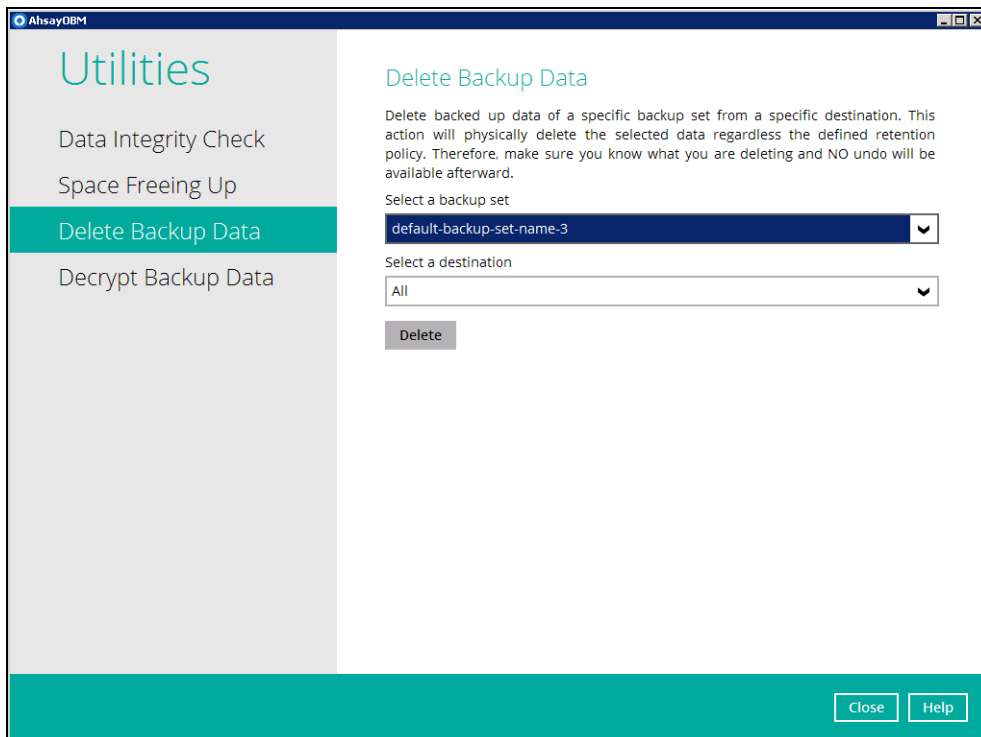 AhsayOBM
Utilities
Data Integrity Check
Space Freeing Up
Delete Backup Data
Decrypt Backup Data
Delete Backup Data
Delete backed up data of a specific backup set from a specific destination. This
action will physically delete the selected data regardless the defined retention
policy. Therefore, make sure you know what you are deleting and NO undo will be
available afterward.
Select a backup set
default-backup-set-name-3
Select a destination
All
Delete
Close
Help